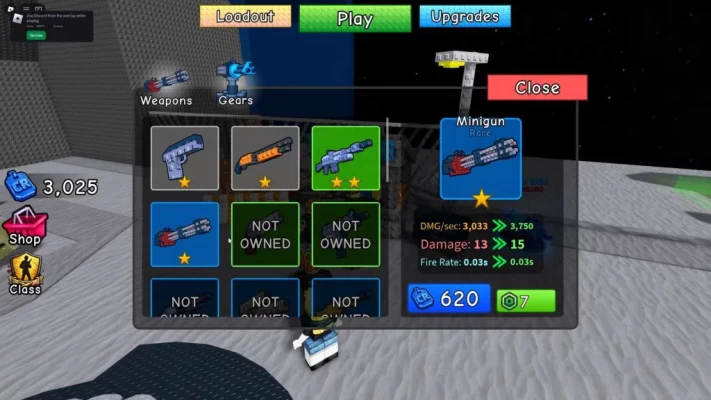 Loadout
Play
Upgrades
Weapons
Gears
Close
Minigun
Rare
CR
3,025
Shop
Class
NOT
OWNED
NOT
OWNED
NOT
OWNED
NOT
OWNED
NOT
OWNED
DMG/sec: 3,033 3,750
Damage: 13 15
Fire Rate: 0.03s 0.03s
CR
620
7